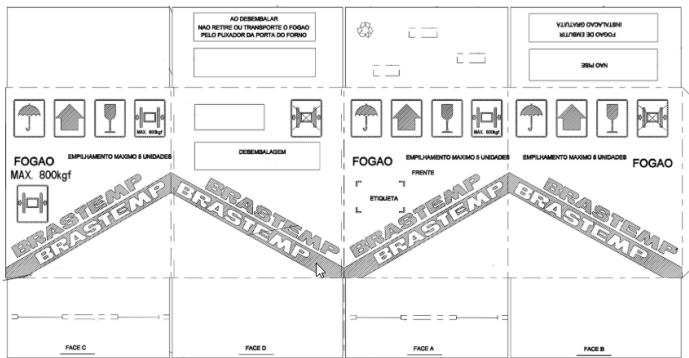 AO DESEMBALAR
NAO RETIRE OU TRANSPORTE O FOGAO
PELO PUXADOR DA PORTA DO FORNO
FOGAO DE EMBUTIR
INSTALACAO GRATUITA
NAO PISE
MAX. 800kgf
FOGAO
EMPILHAMENTO MAXIMO 5 UNIDADES
MAX. 800kgf
BRASTEMP
BRASTEMP
DESEMBALAGEM
BRASTEMP
BRASTEMP
MAX. 800kgf
FOGAO
EMPILHAMENTO MAXIMO 5 UNIDADES
FRENTE
ETIQUETA
BRASTEMP
BRASTEMP
EMPILHAMENTO MAXIMO 5 UNIDADES
FOGAO
BRASTEMP
BRASTEMP
FACE C
FACE D
FACE A
FACE B